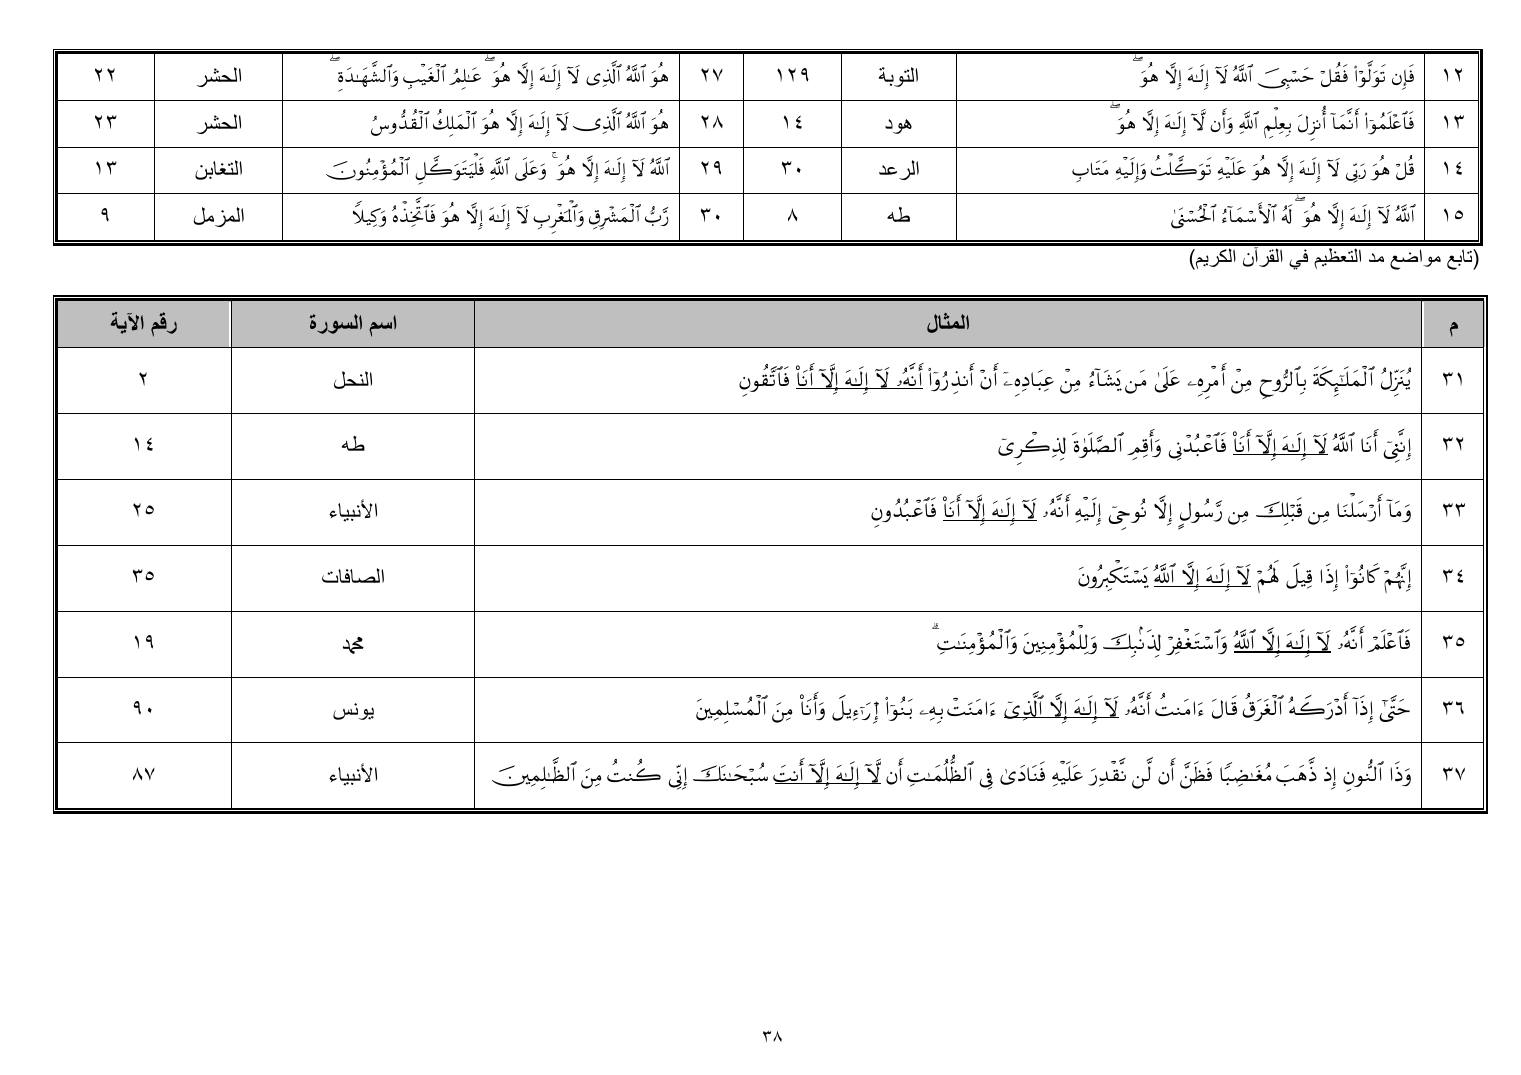 ١٢ فَإِن تَوَلَّوْا۟ فَقُلْ حَسْبِىَ ٱللَّهُ لَآ إِلَـٰهَ إِلَّا هُوَ ۖ التوبة ١٢٩ ٢٧ هُوَ ٱللَّهُ ٱلَّذِى لَآ إِلَـٰهَ إِلَّا هُوَ ۖ عَـٰلِمُ ٱلْغَيْبِ وَٱلشَّهَـٰدَةِ ۖ الحشر ٢٢
١٣ فَٱعْلَمُوٓا۟ أَنَّمَآ أُنزِلَ بِعِلْمِ ٱللَّهِ وَأَن لَّآ إِلَـٰهَ إِلَّا هُوَ ۖ هود ١٤ ٢٨ هُوَ ٱللَّهُ ٱلَّذِى لَآ إِلَـٰهَ إِلَّا هُوَ ٱلْمَلِكُ ٱلْقُدُّوسُ الحشر ٢٣
١٤ قُلْ هُوَ رَبِّى لَآ إِلَـٰهَ إِلَّا هُوَ عَلَيْهِ تَوَكَّلْتُ وَإِلَيْهِ مَتَابِ الرعد ٣٠ ٢٩ ٱللَّهُ لَآ إِلَـٰهَ إِلَّا هُوَ ۚ وَعَلَى ٱللَّهِ فَلْيَتَوَكَّلِ ٱلْمُؤْمِنُونَ التغابن ١٣
١٥ ٱللَّهُ لَآ إِلَـٰهَ إِلَّا هُوَ ۖ لَهُ ٱلْأَسْمَآءُ ٱلْحُسْنَىٰ طه ٨ ٣٠ رَّبُّ ٱلْمَشْرِقِ وَٱلْمَغْرِبِ لَآ إِلَـٰهَ إِلَّا هُوَ فَٱتَّخِذْهُ وَكِيلًا المزمل ٩
(تابع مواضع مد التعظيم في القرآن الكريم)
م المثال اسم السورة رقم الآية
٣١ يُنَزِّلُ ٱلْمَلَـٰٓئِكَةَ بِٱلرُّوحِ مِنْ أَمْرِهِۦ عَلَىٰ مَن يَشَآءُ مِنْ عِبَادِهِۦٓ أَنْ أَنذِرُوٓا۟ أَنَّهُۥ لَآ إِلَـٰهَ إِلَّآ أَنَا۠ فَٱتَّقُونِ النحل ٢
٣٢ إِنَّنِىٓ أَنَا ٱللَّهُ لَآ إِلَـٰهَ إِلَّآ أَنَا۠ فَٱعْبُدْنِى وَأَقِمِ ٱلصَّلَوٰةَ لِذِكْرِىٓ طه ١٤
٣٣ وَمَآ أَرْسَلْنَا مِن قَبْلِكَ مِن رَّسُولٍ إِلَّا نُوحِىٓ إِلَيْهِ أَنَّهُۥ لَآ إِلَـٰهَ إِلَّآ أَنَا۠ فَٱعْبُدُونِ الأنبياء ٢٥
٣٤ إِنَّهُمْ كَانُوٓا۟ إِذَا قِيلَ لَهُمْ لَآ إِلَـٰهَ إِلَّا ٱللَّهُ يَسْتَكْبِرُونَ الصافات ٣٥
٣٥ فَٱعْلَمْ أَنَّهُۥ لَآ إِلَـٰهَ إِلَّا ٱللَّهُ وَٱسْتَغْفِرْ لِذَنۢبِكَ وَلِلْمُؤْمِنِينَ وَٱلْمُؤْمِنَـٰتِ ۗ محمد ١٩
٣٦ حَتَّىٰٓ إِذَآ أَدْرَكَهُ ٱلْغَرَقُ قَالَ ءَامَنتُ أَنَّهُۥ لَآ إِلَـٰهَ إِلَّا ٱلَّذِىٓ ءَامَنَتْ بِهِۦ بَنُوٓا۟ إِسْرَٰٓءِيلَ وَأَنَا۠ مِنَ ٱلْمُسْلِمِينَ يونس ٩٠
٣٧ وَذَا ٱلنُّونِ إِذ ذَّهَبَ مُغَـٰضِبًا فَظَنَّ أَن لَّن نَّقْدِرَ عَلَيْهِ فَنَادَىٰ فِى ٱلظُّلُمَـٰتِ أَن لَّآ إِلَـٰهَ إِلَّآ أَنتَ سُبْحَـٰنَكَ إِنِّى كُنتُ مِنَ ٱلظَّـٰلِمِينَ الأنبياء ٨٧
٣٨